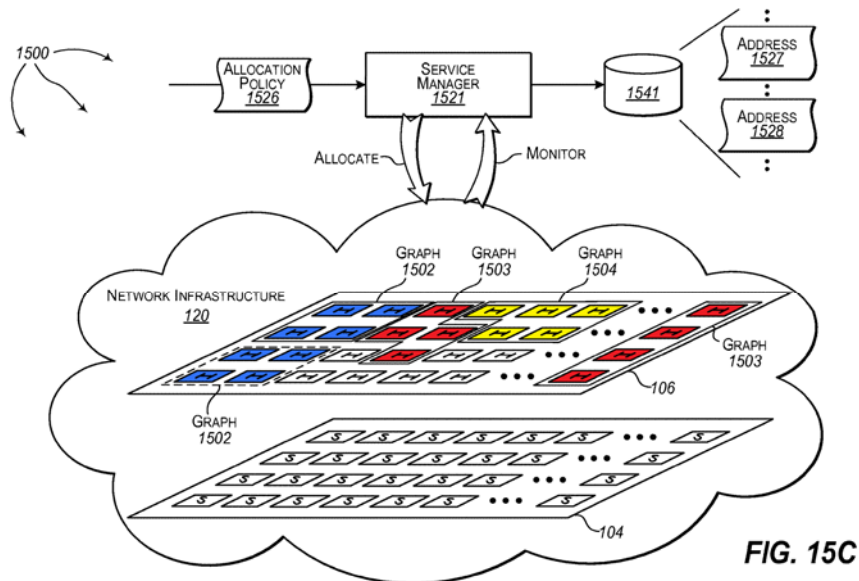 1500
ALLOCATION
POLICY
1526
SERVICE
MANAGER
1521
1541
ADDRESS
1527
ADDRESS
1528
ALLOCATE
MONITOR
NETWORK INFRASTRUCTURE
120
GRAPH
1502
GRAPH
1503
GRAPH
1504
H H H H H H H
H H H H H H H
H H H H H H H H
H H H H H H H
GRAPH
1503
106
GRAPH
1502
S S S S S S S
S S S S S S S
S S S S S S S
S S S S S S S
104
FIG. 15C